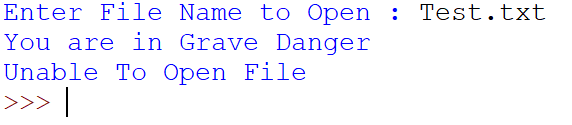 Enter File Name to Open : Test.txt
You are in Grave Danger
Unable To Open File
>>>